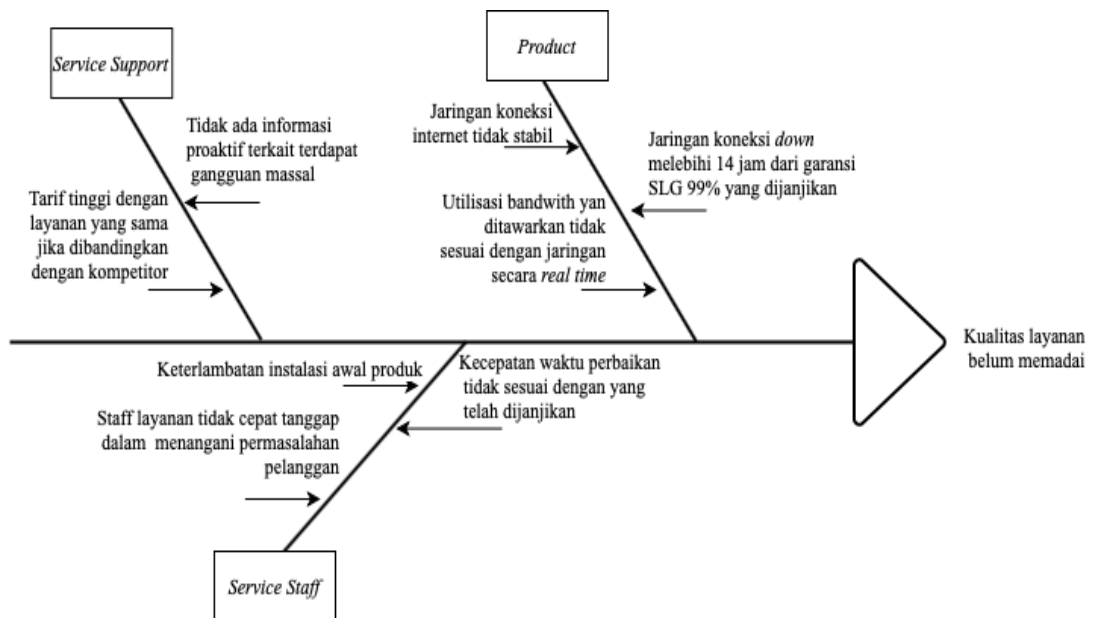 Service Support
Tidak ada informasi
proaktif terkait terdapat
gangguan massal
Tarif tinggi dengan
layanan yang sama
jika dibandingkan
dengan kompetitor
Product
Jaringan koneksi
internet tidak stabil
Jaringan koneksi down
melebihi 14 jam dari garansi
SLG 99% yang dijanjikan
Utilisasi bandwith yan
ditawarkan tidak
sesuai dengan jaringan
secara real time
Kualitas layanan
belum memadai
Keterlambatan instalasi awal produk
Kecepatan waktu perbaikan
tidak sesuai dengan yang
telah dijanjikan
Staff layanan tidak cepat tanggap
dalam menangani permasalahan
pelanggan
Service Staff